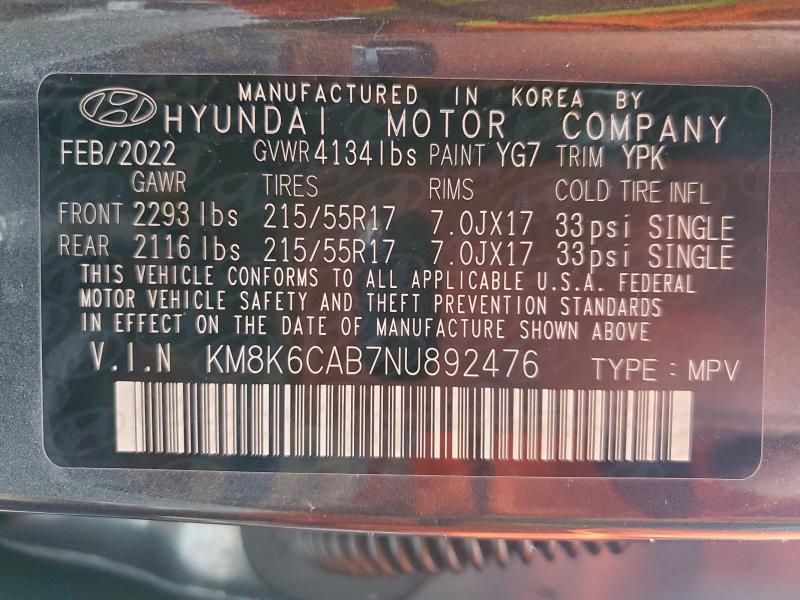 MANUFACTURED IN KOREA BY
HYUNDAI MOTOR COMPANY
FEB/2022 GVWR 4134 lbs PAINT YG7 TRIM YPK
GAWR TIRES RIMS COLD TIRE INFL
FRONT 2293 lbs 215/55R17 7.0JX17 33psi SINGLE
REAR 2116 lbs 215/55R17 7.0JX17 33psi SINGLE
THIS VEHICLE CONFORMS TO ALL APPLICABLE U.S.A. FEDERAL
MOTOR VEHICLE SAFETY AND THEFT PREVENTION STANDARDS
IN EFFECT ON THE DATE OF MANUFACTURE SHOWN ABOVE
V.I.N KM8K6CAB7NU892476 TYPE : MPV